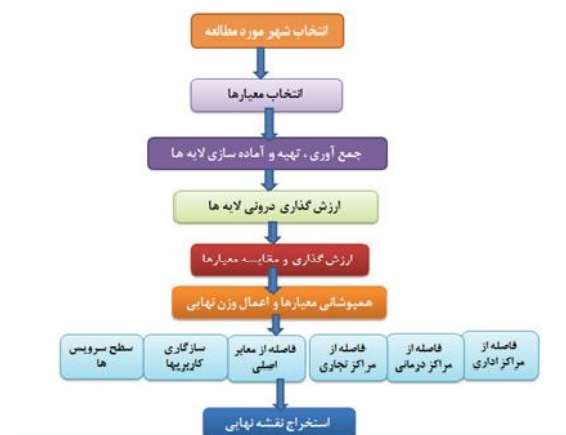 انتخاب شهر مورد مطالعه
انتخاب معیارها
جمع آوری ، تهیه و آماده سازی لایه ها
ارزش گذاری درونی لایه ها
ارزش گذاری و مقایسه معیارها
همپوشانی معیارها و اعمال وزن نهایی
فاصله از
مراکز اداری
فاصله از
مراکز درمانی
فاصله از
مراکز تجاری
فاصله از معابر
اصلی
سازگاری
کاربریها
سطح سرویس
ها
استخراج نقشه نهایی